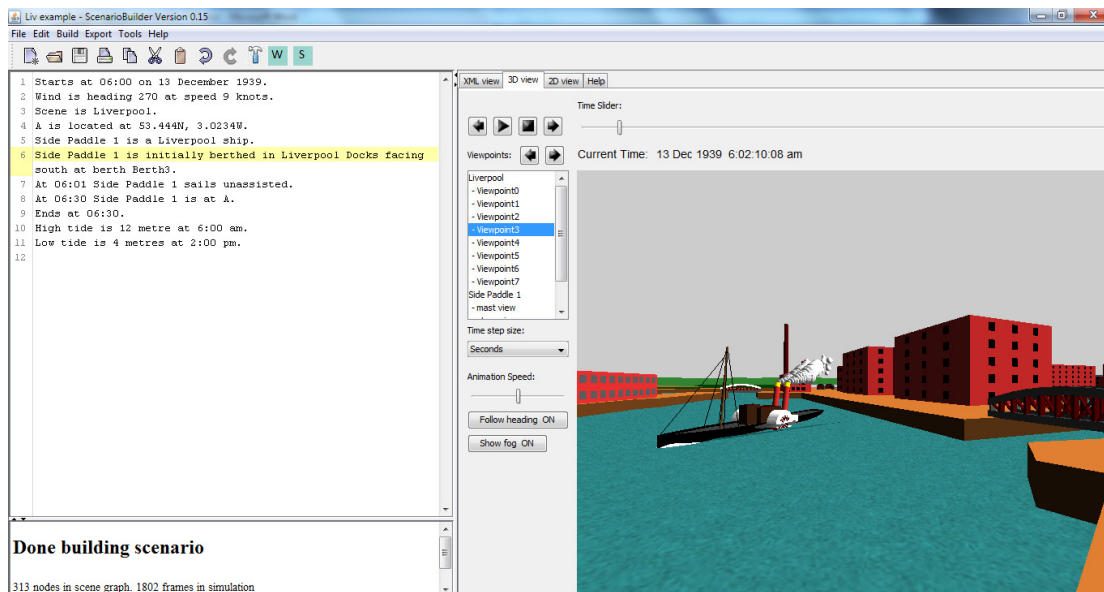 Liv example - ScenarioBuilder Version 0.15
File Edit Build Export Tools Help
W S
1 Starts at 06:00 on 13 December 1939.
2 Wind is heading 270 at speed 9 knots.
3 Scene is Liverpool.
4 A is located at 53.444N, 3.0234W.
5 Side Paddle 1 is a Liverpool ship.
6 Side Paddle 1 is initially berthed in Liverpool Docks facing
south at berth Berth3.
7 At 06:01 Side Paddle 1 sails unassisted.
8 At 06:30 Side Paddle 1 is at A.
9 Ends at 06:30.
10 High tide is 12 metre at 6:00 am.
11 Low tide is 4 metres at 2:00 pm.
12
Done building scenario
313 nodes in scene graph. 1802 frames in simulation
XML view 3D view 2D view Help
Time Slider:
Viewpoints:
Current Time: 13 Dec 1939 6:02:10:08 am
Liverpool
- Viewpoint0
- Viewpoint1
- Viewpoint2
- Viewpoint3
- Viewpoint4
- Viewpoint5
- Viewpoint6
- Viewpoint7
Side Paddle 1
- mast view
Time step size:
Seconds
Animation Speed:
Follow heading ON
Show fog ON